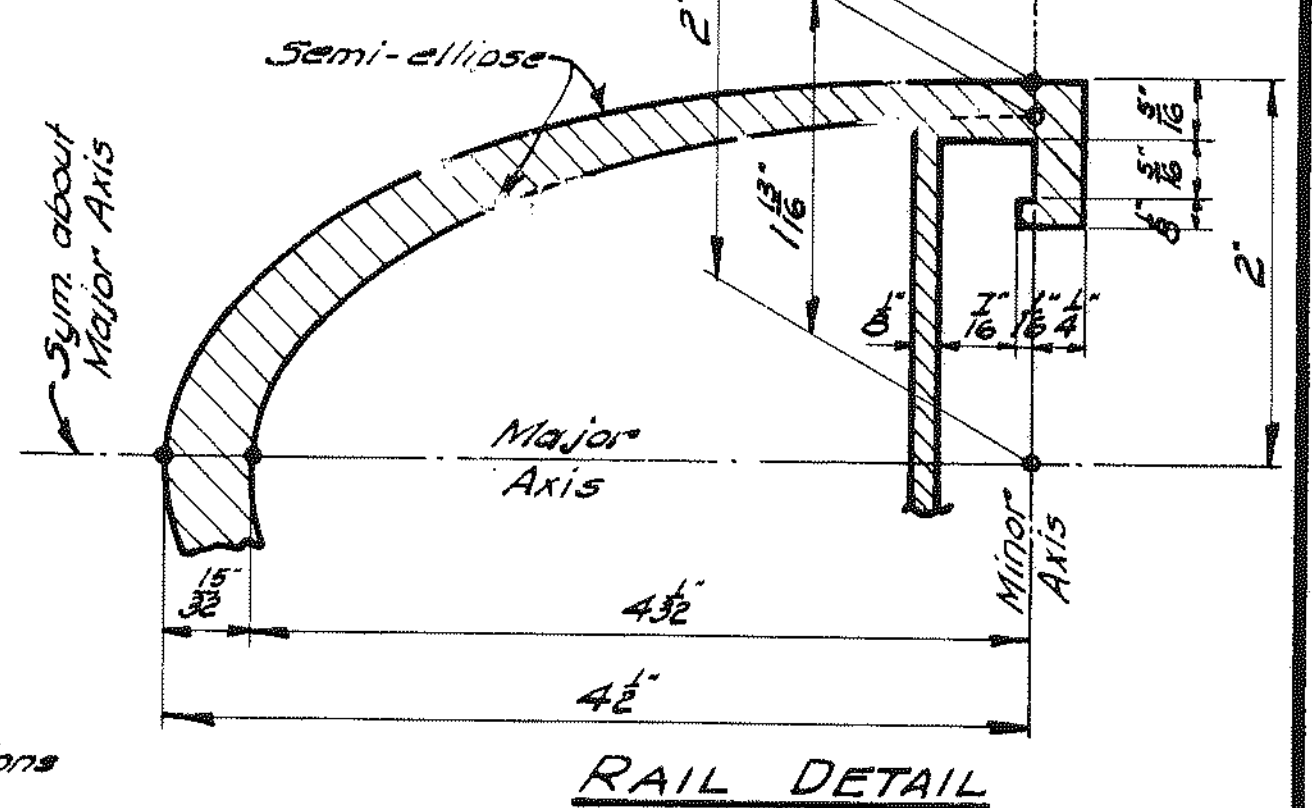 2"
Semi-ellipse
Sym. about
Major Axis
1 13/16"
5/16"
5/16"
1/8"
2"
1/8"
7/16"
1/16"
1/4"
Major
Axis
Minor
Axis
15/32"
4 1/32"
4 1/2"
ons
RAIL DETAIL